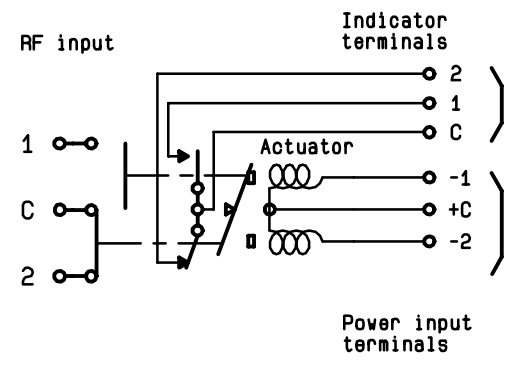 Indicator
terminals
RF input
2
1
C
1
Actuator
-1
C
+C
-2
2
Power input
terminals